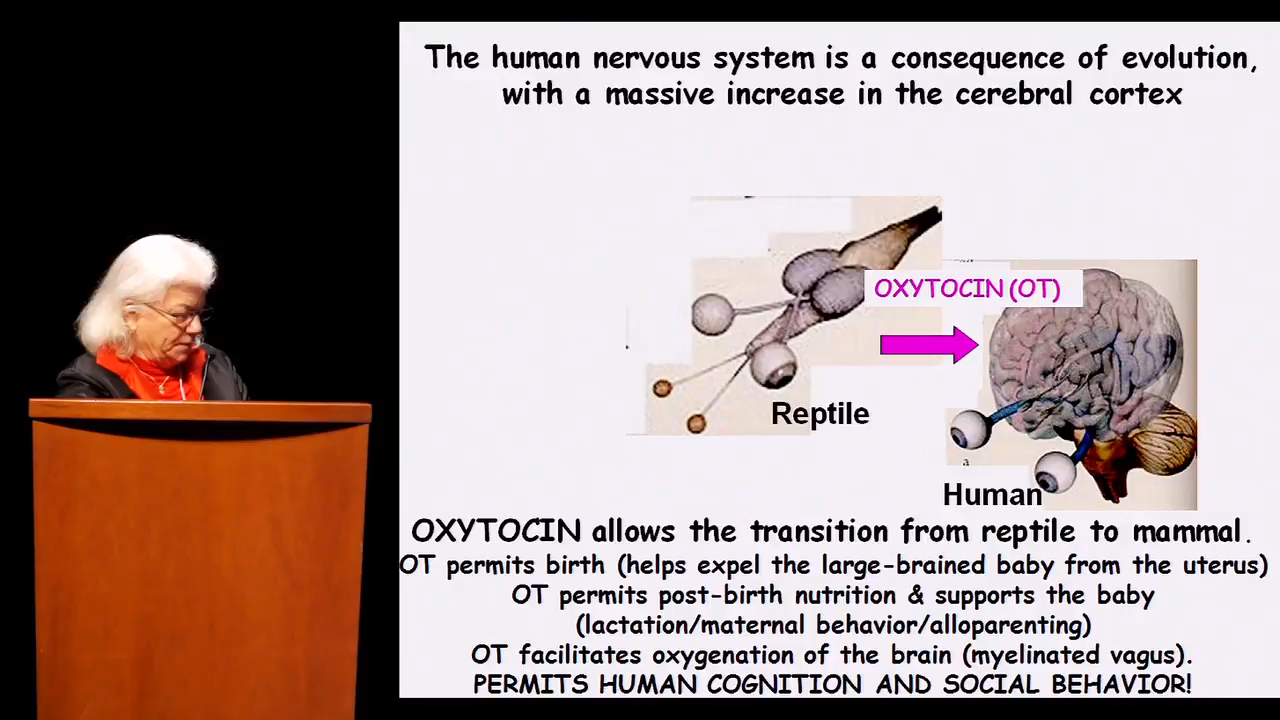 The human nervous system is a consequence of evolution,
with a massive increase in the cerebral cortex
OXYTOCIN (OT)
Reptile
a
Human
OXYTOCIN allows the transition from reptile to mammal.
OT permits birth (helps expel the large-brained baby from the uterus)
OT permits post-birth nutrition & supports the baby
(lactation/maternal behavior/alloparenting)
OT facilitates oxygenation of the brain (myelinated vagus).
PERMITS HUMAN COGNITION AND SOCIAL BEHAVIOR!